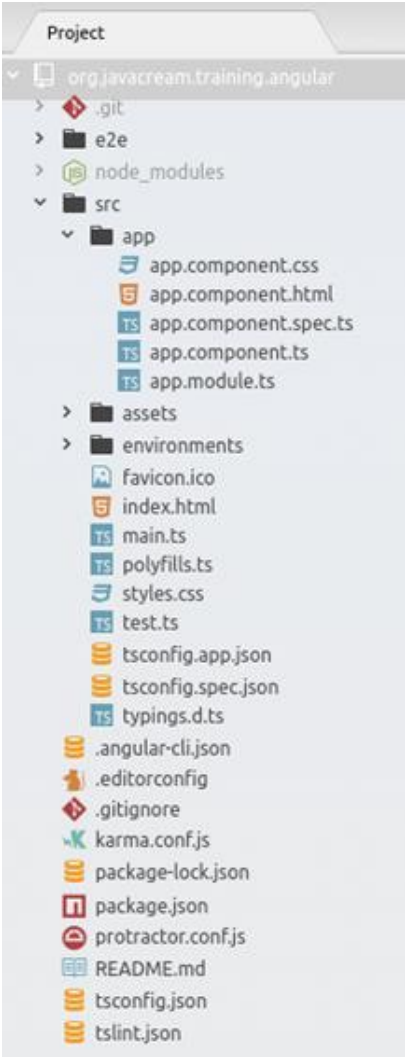 Project
org.javacream.training.angular
.git
e2e
node_modules
src
app
app.component.css
app.component.html
app.component.spec.ts
app.component.ts
app.module.ts
assets
environments
favicon.ico
index.html
main.ts
polyfills.ts
styles.css
test.ts
tsconfig.app.json
tsconfig.spec.json
typings.d.ts
.angular-cli.json
.editorconfig
.gitignore
karma.conf.js
package-lock.json
package.json
protractor.conf.js
README.md
tsconfig.json
tslint.json